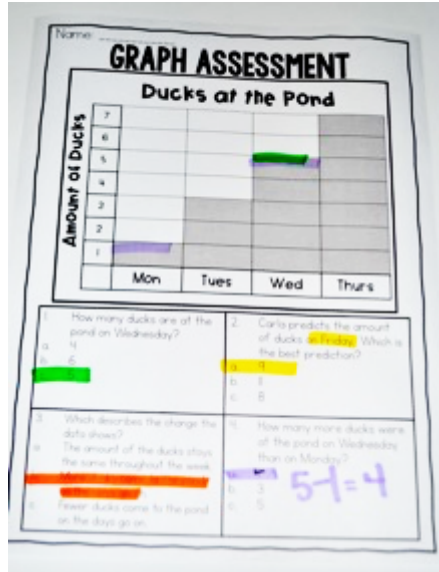 Name:
GRAPH ASSESSMENT
Ducks at the Pond
Amount of Ducks
7
6
5
4
3
2
1
Mon Tues Wed Thurs
1. How many ducks are at the
pond on Wednesday?
a. 4
b. 6
2. Carla predicts the amount
of ducks on Friday. Which is
the best prediction?
a. 9
b. 1
c. 8
3. Which describes the change the
data shows?
a. The amount of the ducks stays
the same throughout the week
c. Fewer ducks come to the pond
on the days go on.
4. How many more ducks were
at the pond on Wednesday
than on Monday?
b. 3
c. 5
5-1=4